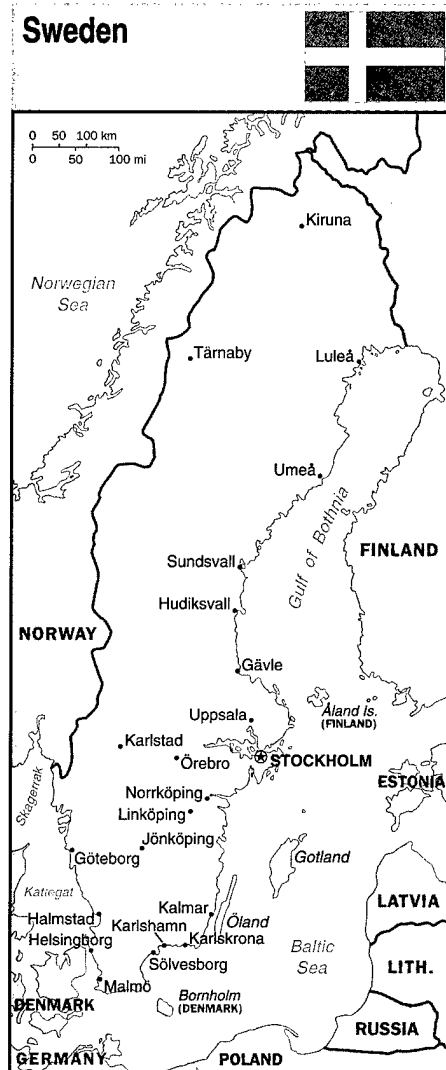 Sweden
0 50 100 km
0 50 100 mi
Kiruna
Norwegian
Sea
Tärnaby
Luleå
Umeå
Gulf of Bothnia
Sundsvall
FINLAND
Hudiksvall
NORWAY
Gävle
Uppsala
Åland Is.
(FINLAND)
Karlstad
Örebro
STOCKHOLM
Skagerrak
ESTONIA
Norrköping
Linköping
Jönköping
Göteborg
Gotland
Kattegat
LATVIA
Halmstad
Kalmar
Öland
Karlshamn
Helsingborg
Karlskrona
Baltic
Sea
LITH.
Sölvesborg
Malmö
DENMARK
Bornholm
(DENMARK)
RUSSIA
GERMANY
POLAND